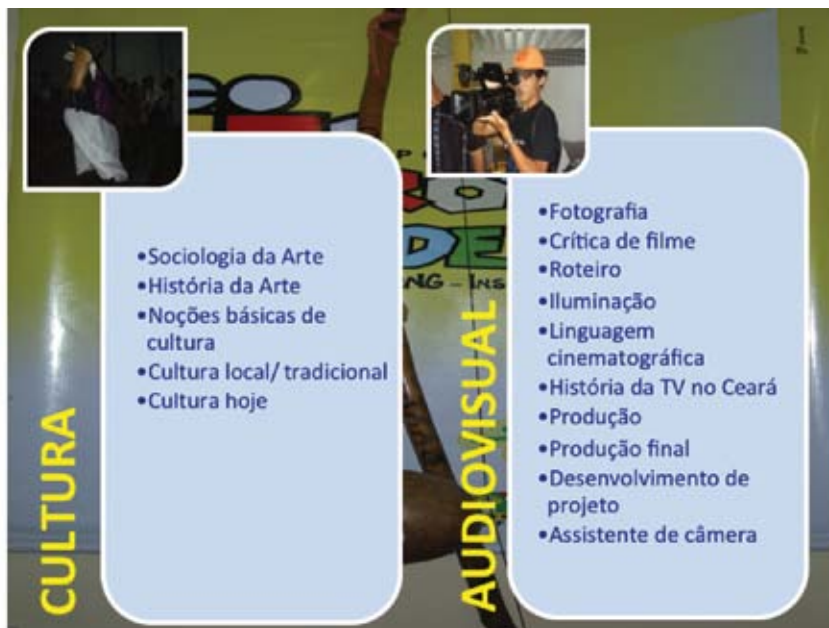 CULTURA
•Sociologia da Arte
•História da Arte
•Noções básicas de
cultura
•Cultura local/ tradicional
•Cultura hoje
AUDIOVISUAL
•Fotografia
•Crítica de filme
•Roteiro
•Iluminação
•Linguagem
cinematográfica
•História da TV no Ceará
•Produção
•Produção final
•Desenvolvimento de
projeto
•Assistente de câmera